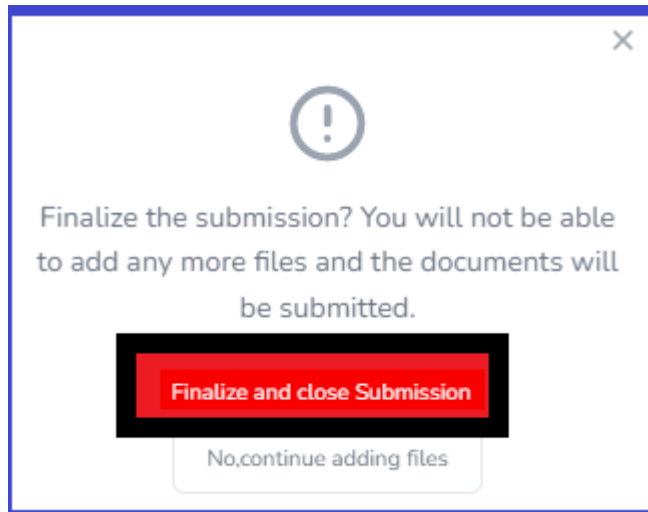 Finalize the submission? You will not be able
to add any more files and the documents will
be submitted.
Finalize and close Submission
No,continue adding files